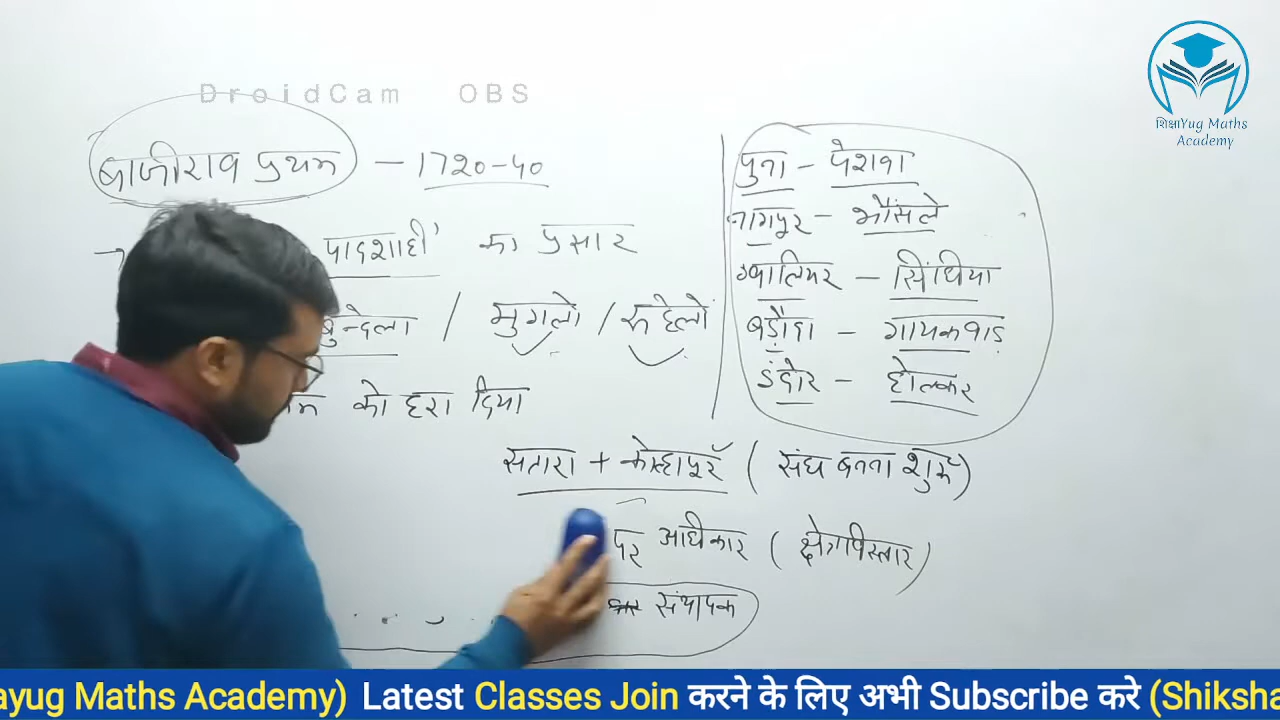 DroidCam OBS
शिक्षाYug Maths
Academy
बाजीराव प्रथम - 1720-40
पादशाही' का प्रसार
बुन्देला / मुगलो / रुहेलो
को हरा दिया
पुना - पेशवा
नागपूर - भौंसले
ग्वालियर - सिंधिया
बड़ौदा - गायकवाड़
इंदोर - होल्कर
सतारा + कोल्हापूर (संघ बनना शुरू)
पर अधिकार (क्षेत्रविस्तार)
संथापक
ayug Maths Academy) Latest Classes Join करने के लिए अभी Subscribe करे (Shiksha